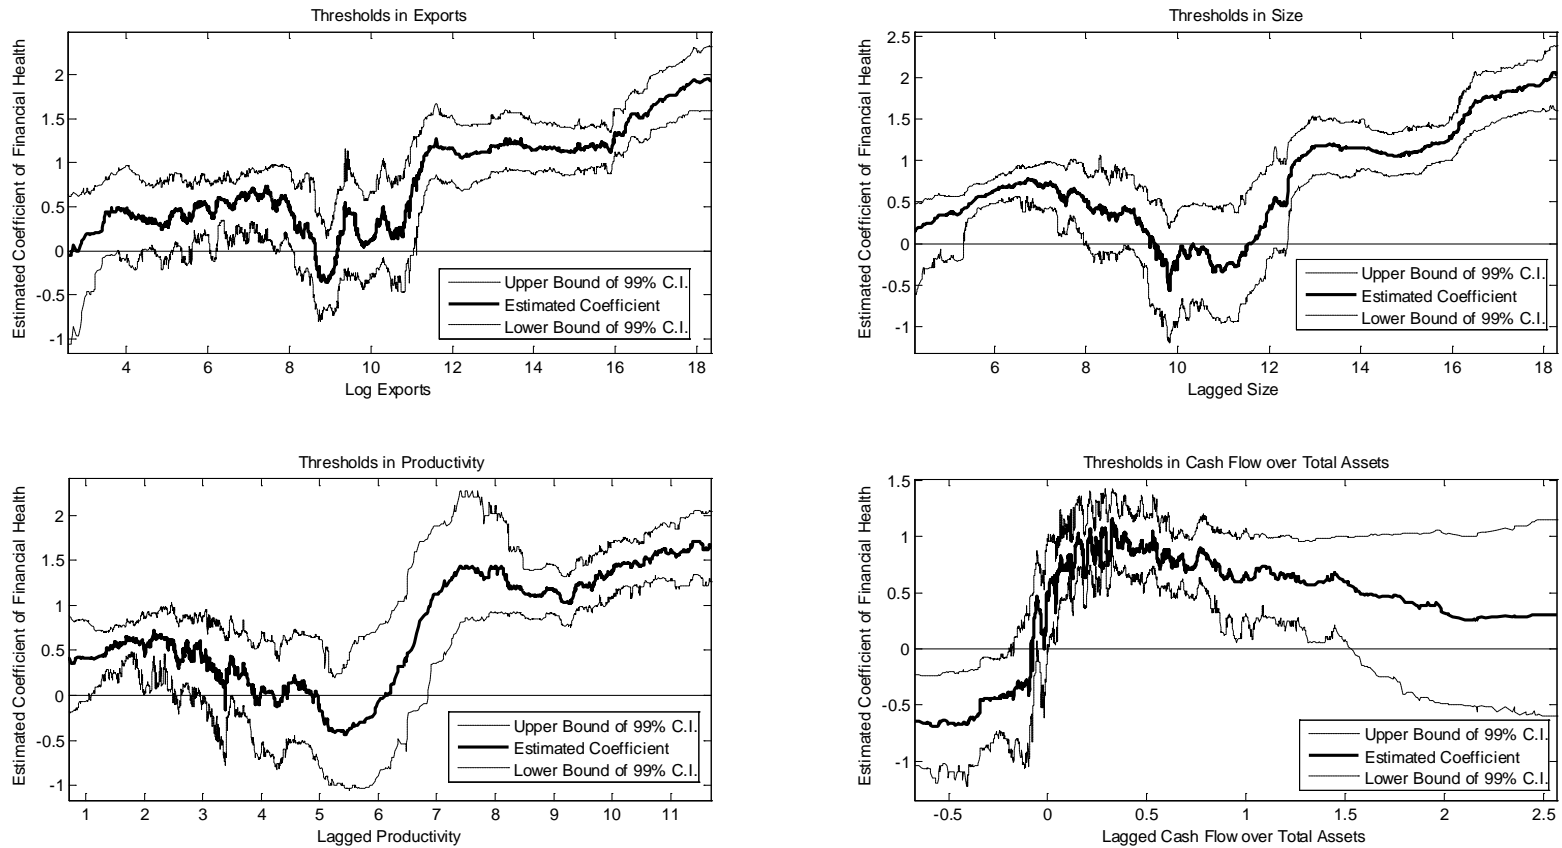 Thresholds in Exports
Estimated Coefficient of Financial Health
2
1.5
1
0.5
0
-0.5
-1
Upper Bound of 99% C.I.
Estimated Coefficient
Lower Bound of 99% C.I.
4 6 8 10 12 14 16 18
Log Exports
Thresholds in Size
Estimated Coefficient of Financial Health
2.5
2
1.5
1
0.5
0
-0.5
-1
Upper Bound of 99% C.I.
Estimated Coefficient
Lower Bound of 99% C.I.
6 8 10 12 14 16 18
Lagged Size
Thresholds in Productivity
Estimated Coefficient of Financial Health
2
1.5
1
0.5
0
-0.5
-1
Upper Bound of 99% C.I.
Estimated Coefficient
Lower Bound of 99% C.I.
1 2 3 4 5 6 7 8 9 10 11
Lagged Productivity
Thresholds in Cash Flow over Total Assets
Estimated Coefficient of Financial Health
1.5
1
0.5
0
-0.5
-1
Upper Bound of 99% C.I.
Estimated Coefficient
Lower Bound of 99% C.I.
-0.5 0 0.5 1 1.5 2 2.5
Lagged Cash Flow over Total Assets